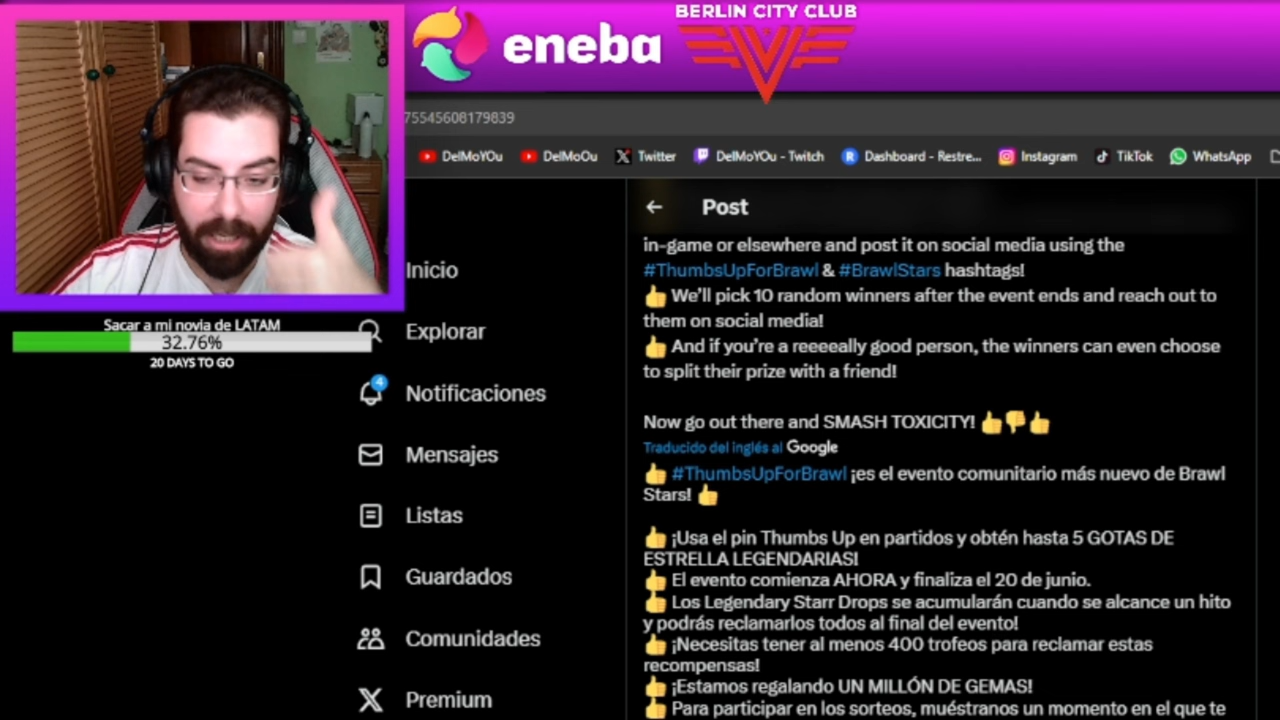 BERLIN CITY CLUB
eneba
75545608179839
DelMoYOu
DelMoOu
Twitter
DelMoYOu - Twitch
Dashboard - Restre...
Instagram
TikTok
WhatsApp
Post
in-game or elsewhere and post it on social media using the
#ThumbsUpForBrawl & #BrawlStars hashtags!
👍 We'll pick 10 random winners after the event ends and reach out to
them on social media!
👍 And if you're a reeeeally good person, the winners can even choose
to split their prize with a friend!
Now go out there and SMASH TOXICITY! 👍👎👍
Traducido del inglés al Google
👍 #ThumbsUpForBrawl ¡es el evento comunitario más nuevo de Brawl
Stars! 👍
👍 ¡Usa el pin Thumbs Up en partidos y obtén hasta 5 GOTAS DE
ESTRELLA LEGENDARIAS!
👍 El evento comienza AHORA y finaliza el 20 de junio.
👍 Los Legendary Starr Drops se acumularán cuando se alcance un hito
y podrás reclamarlos todos al final del evento!
👍 ¡Necesitas tener al menos 400 trofeos para reclamar estas
recompensas!
👍 ¡Estamos regalando UN MILLÓN DE GEMAS!
👍 Para participar en los sorteos, muéstranos un momento en el que te
Inicio
Explorar
4
Notificaciones
Mensajes
Listas
Guardados
Comunidades
Premium
Sacar a mi novia de LATAM
32.76%
20 DAYS TO GO